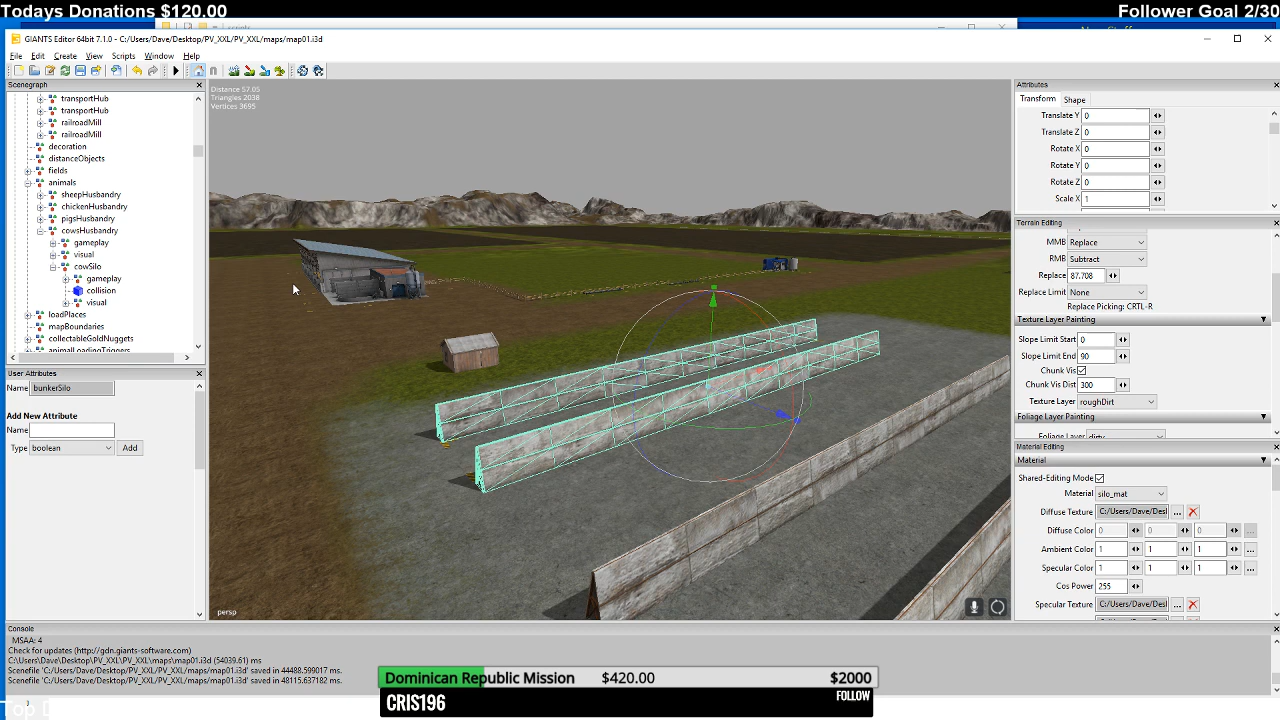 Todays Donations $120.00
Follower Goal 2/30
GIANTS Editor 64bit 7.1.0 - C:/Users/Dave/Desktop/PV_XXL/PV_XXL/maps/map01.i3d
File Edit Create View Scripts Window Help
Scenegraph
transportHub
transportHub
railroadMill
railroadMill
decoration
distanceObjects
fields
animals
sheepHusbandry
chickenHusbandry
pigsHusbandry
cowsHusbandry
gameplay
visual
cowSilo
gameplay
collision
visual
loadPlaces
mapBoundaries
collectableGoldNuggets
animalLoadingTriggers
User Attributes
Name bunkerSilo
Add New Attribute
Name
Type boolean Add
Distance 57.05
Triangles 2038
Vertices 3695
persp
Attributes
Transform Shape
Translate Y 0
Translate Z 0
Rotate X 0
Rotate Y 0
Rotate Z 0
Scale X 1
Terrain Editing
MMB Replace
RMB Subtract
Replace 87.708
Replace Limit None
Replace Picking: CRTL-R
Texture Layer Painting
Slope Limit Start 0
Slope Limit End 90
Chunk Vis
Chunk Vis Dist 300
Texture Layer roughDirt
Foliage Layer Painting
Foliage Layer dirty
Material Editing
Material
Shared-Editing Mode
Material silo_mat
Diffuse Texture C:/Users/Dave/Desl ...
Diffuse Color 0 0 0 ...
Ambient Color 1 1 1 ...
Specular Color 1 1 1 ...
Cos Power 255
Specular Texture C:/Users/Dave/Desl ...
Console
MSAA: 4
Check for updates (http://gdn.giants-software.com)
C:\Users\Dave\Desktop\PV_XXL\PV_XXL\maps\map01.i3d (54039.61) ms
Scenefile 'C:/Users/Dave/Desktop/PV_XXL/PV_XXL/maps/map01.i3d' saved in 44488.599017 ms.
Scenefile 'C:/Users/Dave/Desktop/PV_XXL/PV_XXL/maps/map01.i3d' saved in 48115.637182 ms.
Dominican Republic Mission $420.00 $2000
CRIS196 FOLLOW